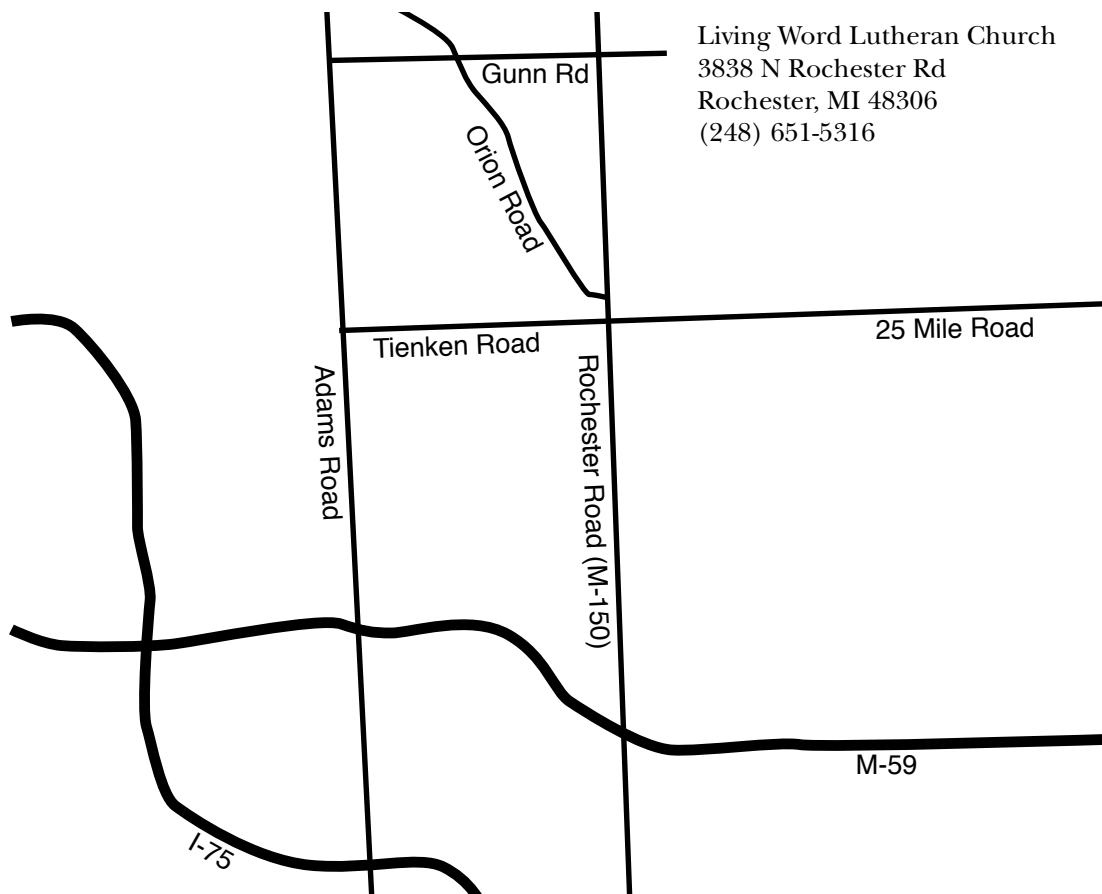 Living Word Lutheran Church
3838 N Rochester Rd
Rochester, MI 48306
(248) 651-5316
Gunn Rd
Orion Road
25 Mile Road
Tienken Road
Adams Road
Rochester Road (M-150)
M-59
I-75